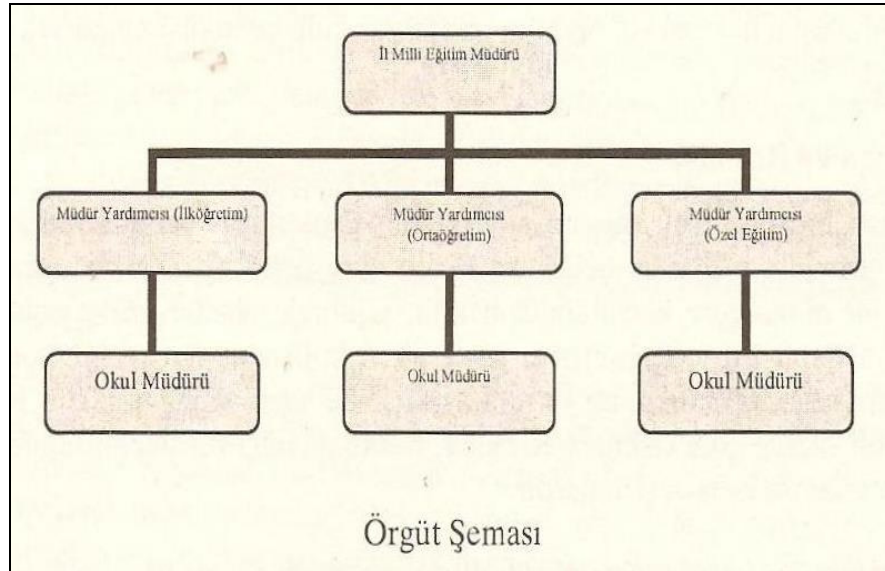 İl Milli Eğitim Müdürü
Müdür Yardımcısı (İlköğretim)
Müdür Yardımcısı
(Ortaöğretim)
Müdür Yardımcısı
(Özel Eğitim)
Okul Müdürü
Okul Müdürü
Okul Müdürü
Örgüt Şeması